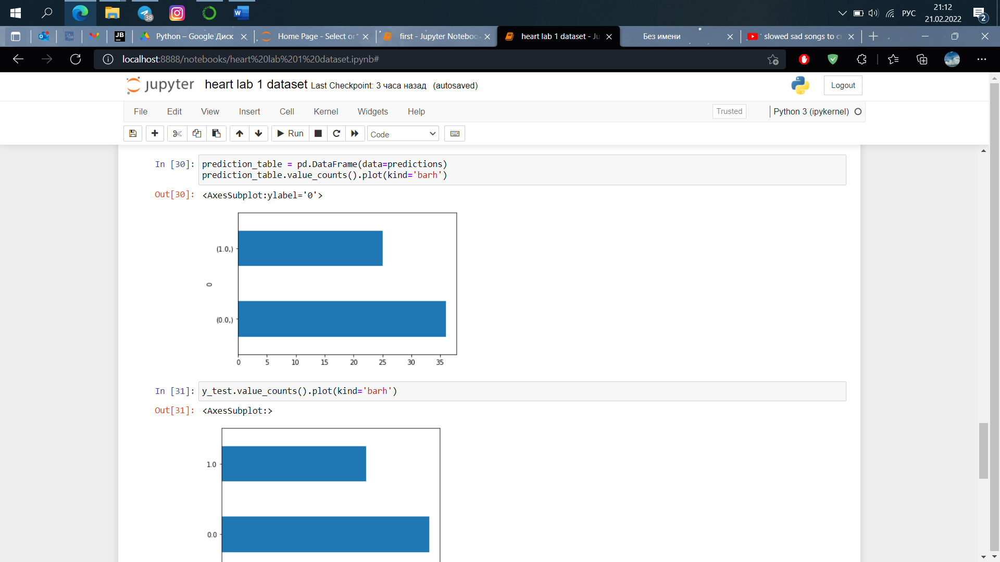 38
W
РУС
21:12
21.02.2022
2
JB
Python – Google Диск
Home Page - Select or
first - Jupyter Noteboo
heart lab 1 dataset - Ju
Без имени
slowed sad songs to cr
localhost:8888/notebooks/heart%20lab%201%20dataset.ipynb#
jupyter heart lab 1 dataset Last Checkpoint: 3 часа назад (autosaved)
Logout
File Edit View Insert Cell Kernel Widgets Help
Trusted
Python 3 (ipykernel)
Run
Code
In [30]: prediction_table = pd.DataFrame(data=predictions)
prediction_table.value_counts().plot(kind='barh')
Out[30]: <AxesSubplot:ylabel='0'>
(1.0,)
0
(0.0,)
0 5 10 15 20 25 30 35
In [31]: y_test.value_counts().plot(kind='barh')
Out[31]: <AxesSubplot:>
1.0
0.0